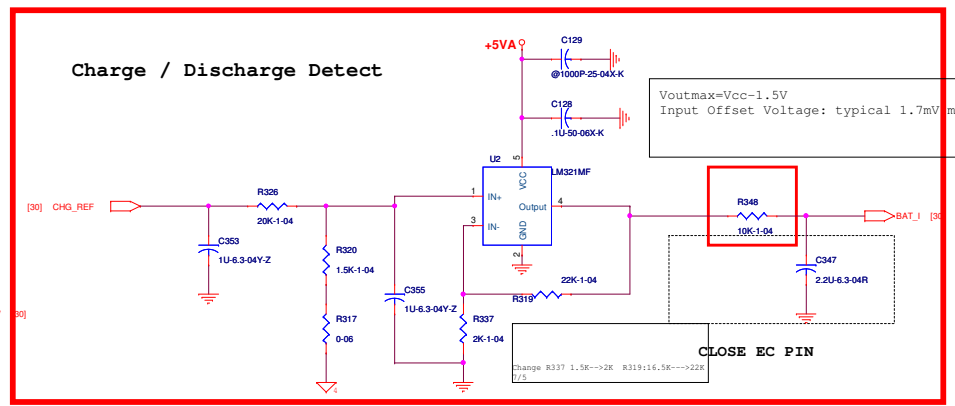 Charge / Discharge Detect
+5VA
C129
@1000P-25-04X-K
C128
.1U-50-06X-K
Voutmax=Vcc-1.5V
Input Offset Voltage: typical 1.7mV m
U2
LM321MF
5
VCC
1
IN+
Output
4
3
IN-
GND
2
[30] CHG_REF
R326
20K-1-04
C353
1U-6.3-04Y-Z
R320
1.5K-1-04
R317
0-06
C355
1U-6.3-04Y-Z
R337
2K-1-04
R319
22K-1-04
R348
10K-1-04
BAT_I [30
C347
2.2U-6.3-04R
30]
CLOSE EC PIN
Change R337 1.5K-->2K R319:16.5K--->22K
7/5